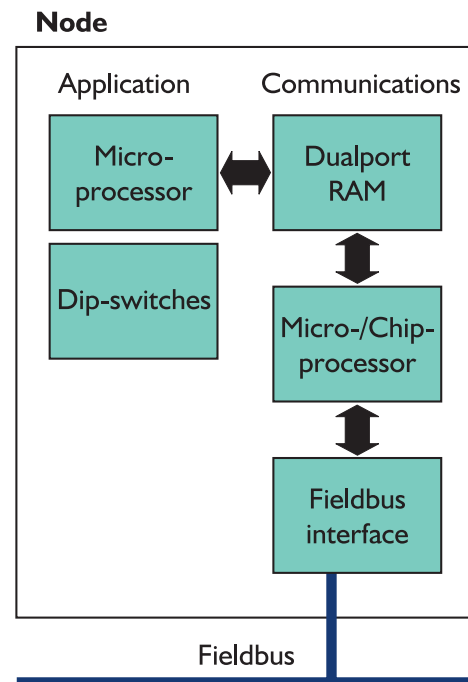 Node
Application
Communications
Micro-
processor
Dualport
RAM
Dip-switches
Micro-/Chip-
processor
Fieldbus
interface
Fieldbus